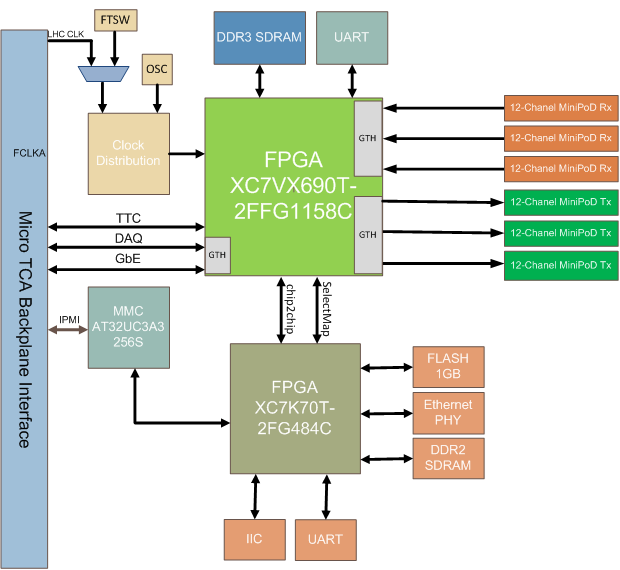 FTSW
LHC CLK
OSC
DDR3 SDRAM
UART
Clock
Distribution
FCLKA
FPGA
XC7VX690T-
2FFG1158C
GTH
GTH
GTH
12-Chanel MiniPoD Rx
12-Chanel MiniPoD Rx
12-Chanel MiniPoD Rx
12-Chanel MiniPoD Tx
12-Chanel MiniPoD Tx
12-Chanel MiniPoD Tx
TTC
DAQ
GbE
Micro TCA Backplane Interface
IPMI
MMC
AT32UC3A3
256S
chip2chip
SelectMap
FPGA
XC7K70T-
2FG484C
FLASH
1GB
Ethernet
PHY
DDR2
SDRAM
IIC
UART